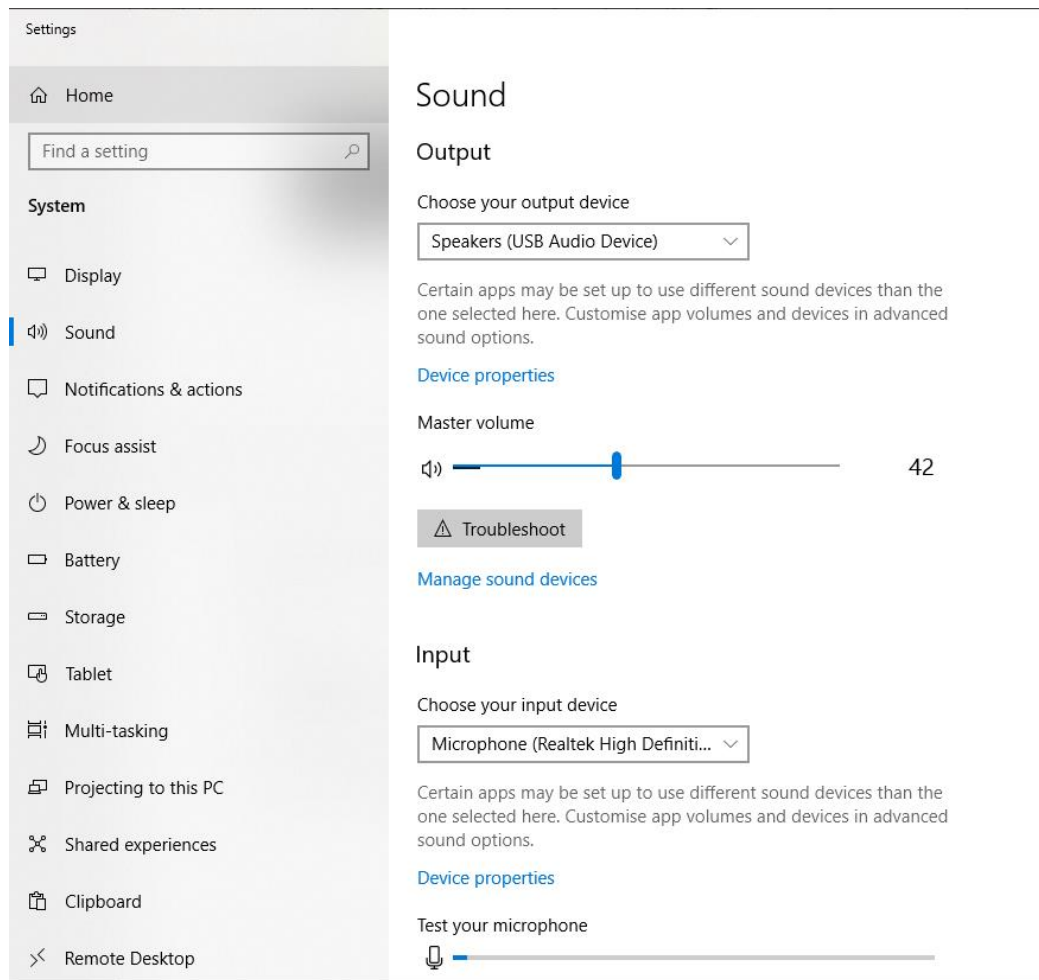 Settings
Home
Find a setting
System
Display
Sound
Notifications & actions
Focus assist
Power & sleep
Battery
Storage
Tablet
Multi-tasking
Projecting to this PC
Shared experiences
Clipboard
Remote Desktop
Sound
Output
Choose your output device
Speakers (USB Audio Device)
Certain apps may be set up to use different sound devices than the
one selected here. Customise app volumes and devices in advanced
sound options.
Device properties
Master volume
42
Troubleshoot
Manage sound devices
Input
Choose your input device
Microphone (Realtek High Definiti...
Certain apps may be set up to use different sound devices than the
one selected here. Customise app volumes and devices in advanced
sound options.
Device properties
Test your microphone